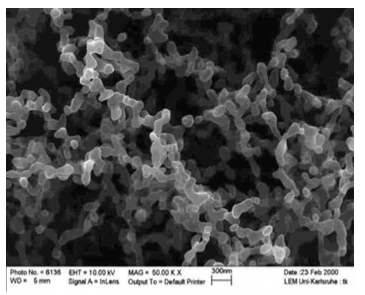 Photo No. = 6136 EHT = 10.00 kV MAG = 50.00 K X 300nm Date :23 Feb 2000
WD = 5 mm Signal A = InLens Output To = Default Printer LEM Uni-Karlsruhe : tk